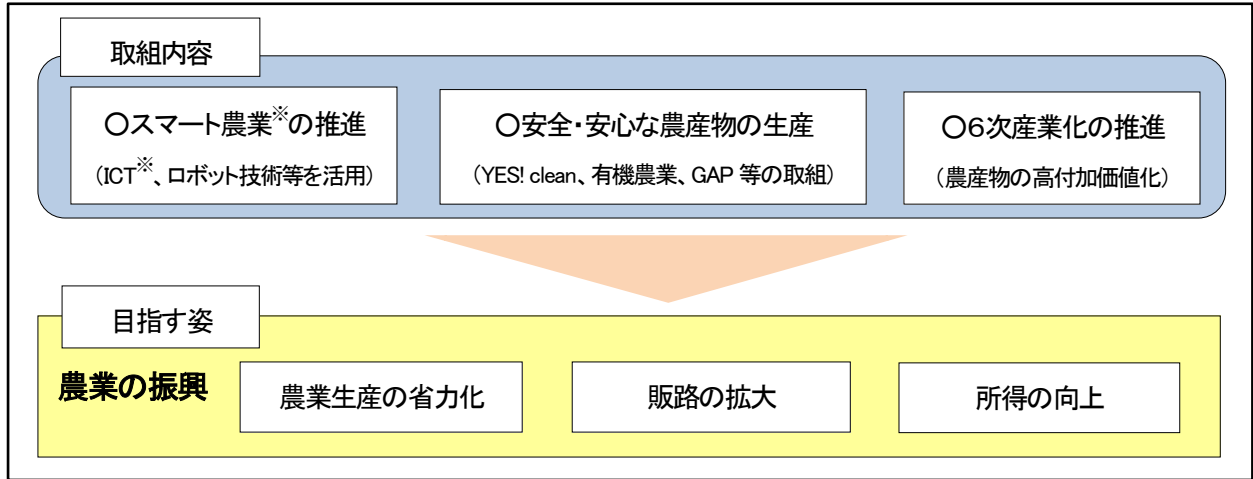 取組内容
○スマート農業※の推進
(ICT※、ロボット技術等を活用)
○安全・安心な農産物の生産
(YES! clean、有機農業、GAP 等の取組)
○6次産業化の推進
(農産物の高付加価値化)
目指す姿
農業の振興
農業生産の省力化
販路の拡大
所得の向上